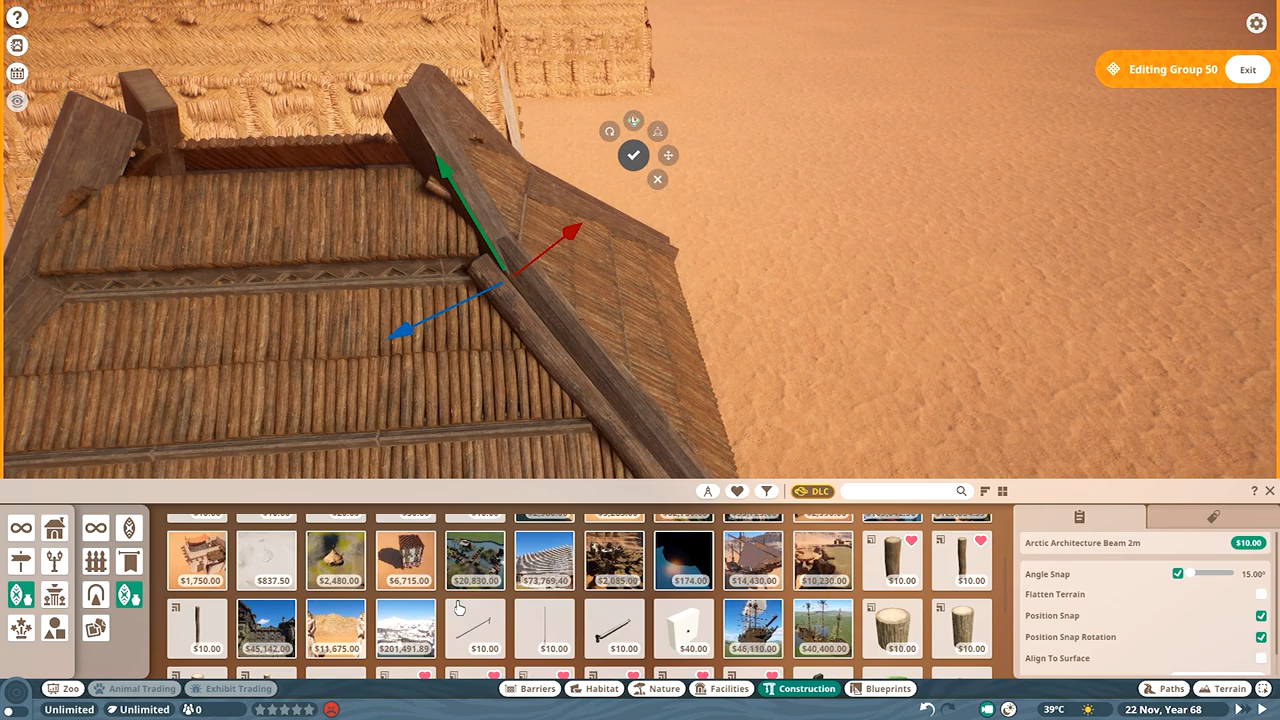 ?
Editing Group 50
Exit
DLC
? ×
$1,750.00
$837.50
$2,480.00
$6,715.00
$20,830.00
$73,769.40
$2,085.00
$174.00
$14,430.00
$10,230.00
$10.00
$10.00
$10.00
$45,142.00
$11,675.00
$201,491.89
$10.00
$10.00
$10.00
$40.00
$46,110.00
$40,400.00
$10.00
$10.00
Arctic Architecture Beam 2m
$10.00
Angle Snap
15.00°
Flatten Terrain
Position Snap
Position Snap Rotation
Align To Surface
Zoo
Animal Trading
Exhibit Trading
Barriers
Habitat
Nature
Facilities
Construction
Blueprints
Paths
Terrain
Unlimited
Unlimited
0
39°C
22 Nov, Year 68